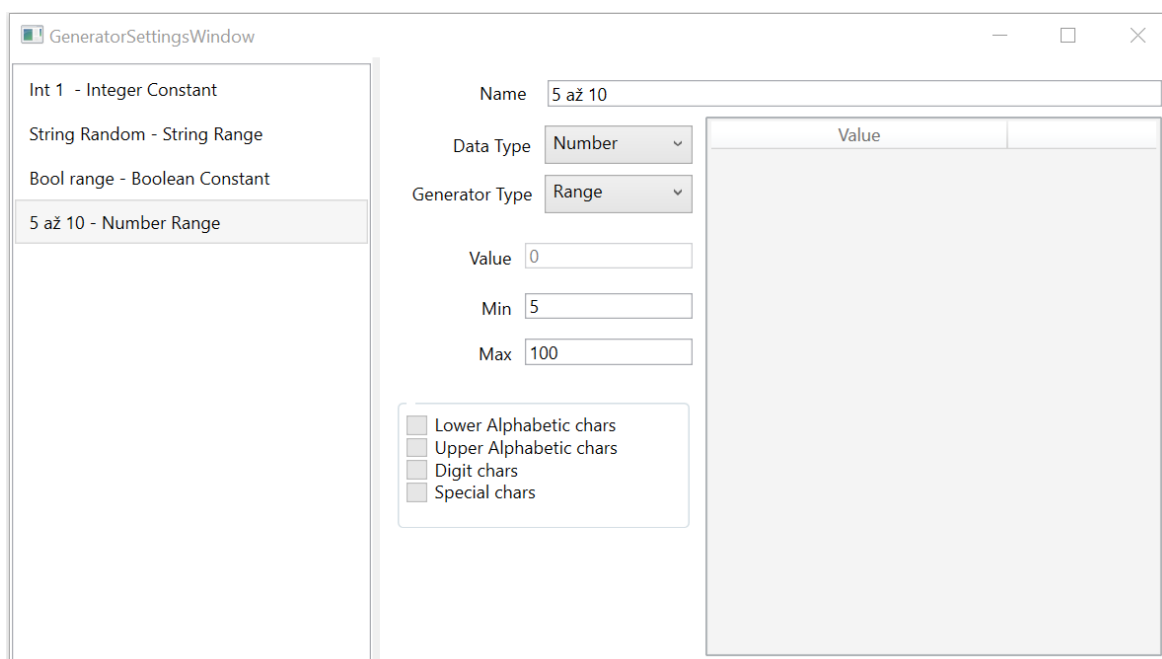 GeneratorSettingsWindow
Int 1  - Integer Constant
String Random - String Range
Bool range - Boolean Constant
5 až 10 - Number Range
Name 5 až 10
Data Type Number
Generator Type Range
Value 0
Min 5
Max 100
Lower Alphabetic chars
Upper Alphabetic chars
Digit chars
Special chars
Value